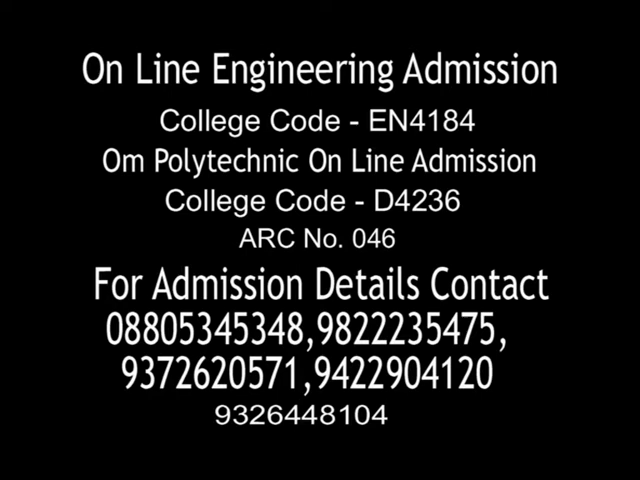 On Line Engineering Admission
College Code - EN4184
Om Polytechnic On Line Admission
College Code - D4236
ARC No. 046
For Admission Details Contact
08805345348,9822235475,
9372620571,9422904120
9326448104